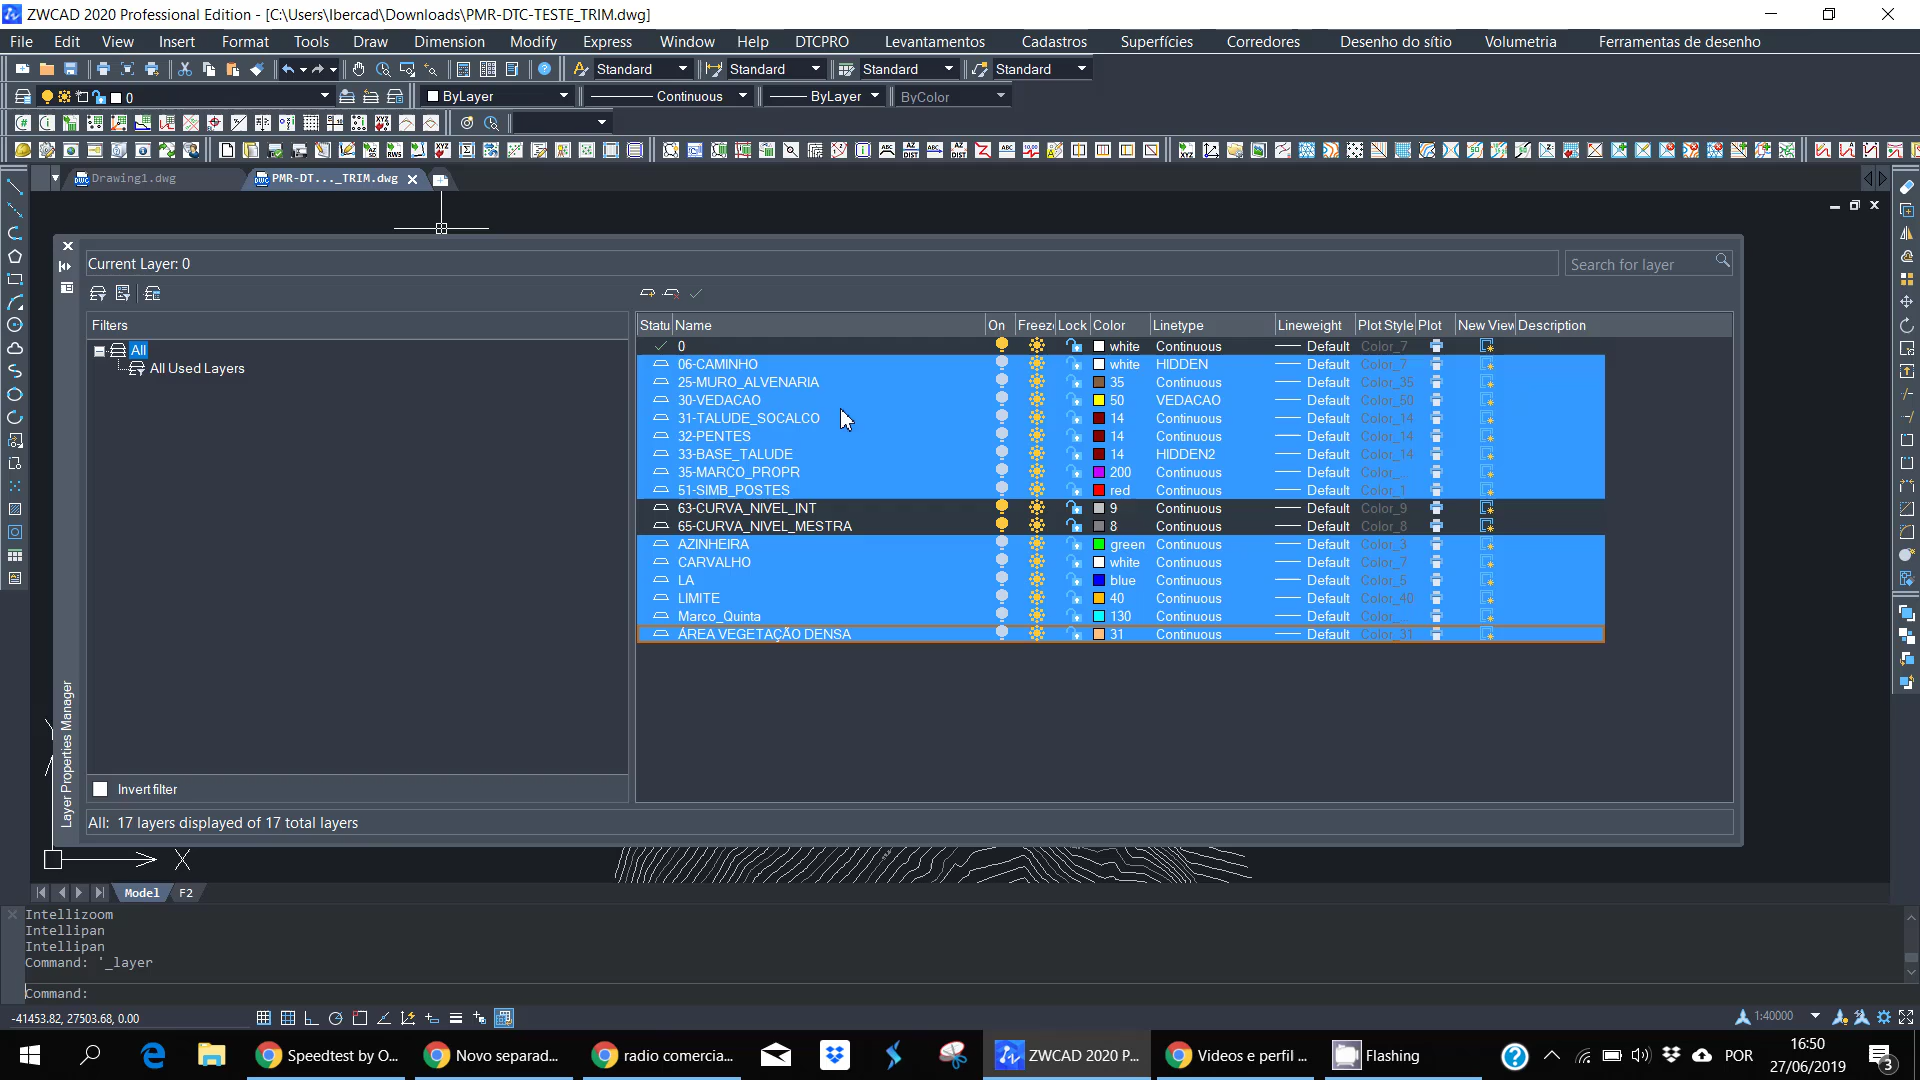 ZWCAD 2020 Professional Edition - [C:\Users\Ibercad\Downloads\PMR-DTC-TESTE_TRIM.dwg]
File Edit View Insert Format Tools Draw Dimension Modify Express Window Help DTCPRO Levantamentos Cadastros Superfícies Corredores Desenho do sítio Volumetria Ferramentas de desenho
Standard Standard Standard Standard
0 ByLayer Continuous ByLayer ByColor
Drawing1.dwg PMR-DT..._TRIM.dwg
Current Layer: 0 Search for layer
Filters Statu Name On Freeze Lock Color Linetype Lineweight Plot Style Plot New View Description
All 0 white Continuous Default Color_7
06-CAMINHO white HIDDEN Default Color_7
All Used Layers
25-MURO_ALVENARIA 35 Continuous Default Color_35
30-VEDACAO 50 VEDACAO Default Color_50
31-TALUDE_SOCALCO 14 Continuous Default Color_14
32-PENTES 14 Continuous Default Color_14
33-BASE_TALUDE 14 HIDDEN2 Default Color_14
35-MARCO_PROPR 200 Continuous Default Color_...
51-SIMB_POSTES red Continuous Default Color_1
63-CURVA_NIVEL_INT 9 Continuous Default Color_9
65-CURVA_NIVEL_MESTRA 8 Continuous Default Color_8
AZINHEIRA green Continuous Default Color_3
CARVALHO white Continuous Default Color_7
LA blue Continuous Default Color_5
LIMITE 40 Continuous Default Color_40
Marco_Quinta 130 Continuous Default Color_...
ÁREA VEGETAÇÃO DENSA 31 Continuous Default Color_31
Layer Properties Manager
Invert filter
All: 17 layers displayed of 17 total layers
X
Model F2
Intellizoom
Intellipan
Intellipan
Command: '_layer
Command:
-41453.82, 27503.68, 0.00 1:40000
Speedtest by O... Novo separad... radio comercia... ZWCAD 2020 P... Videos e perfil ... Flashing POR 16:50
27/06/2019 3